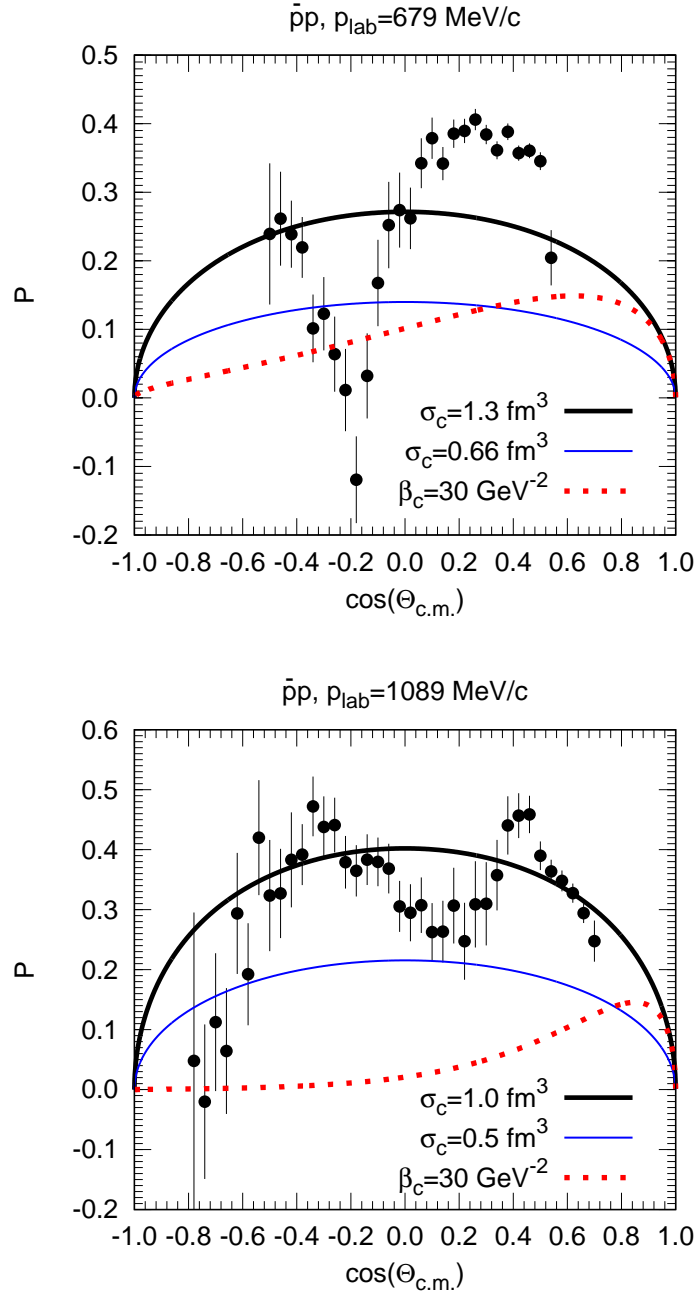 p̄p, p_lab=679 MeV/c
0.5
0.4
0.3
0.2
0.1
0.0
-0.1
-0.2
P
σ_c=1.3 fm³
σ_c=0.66 fm³
β_c=30 GeV⁻²
-1.0 -0.8 -0.6 -0.4 -0.2 0.0 0.2 0.4 0.6 0.8 1.0
cos(Θ_c.m.)
p̄p, p_lab=1089 MeV/c
0.6
0.5
0.4
0.3
0.2
0.1
0.0
-0.1
-0.2
P
σ_c=1.0 fm³
σ_c=0.5 fm³
β_c=30 GeV⁻²
-1.0 -0.8 -0.6 -0.4 -0.2 0.0 0.2 0.4 0.6 0.8 1.0
cos(Θ_c.m.)